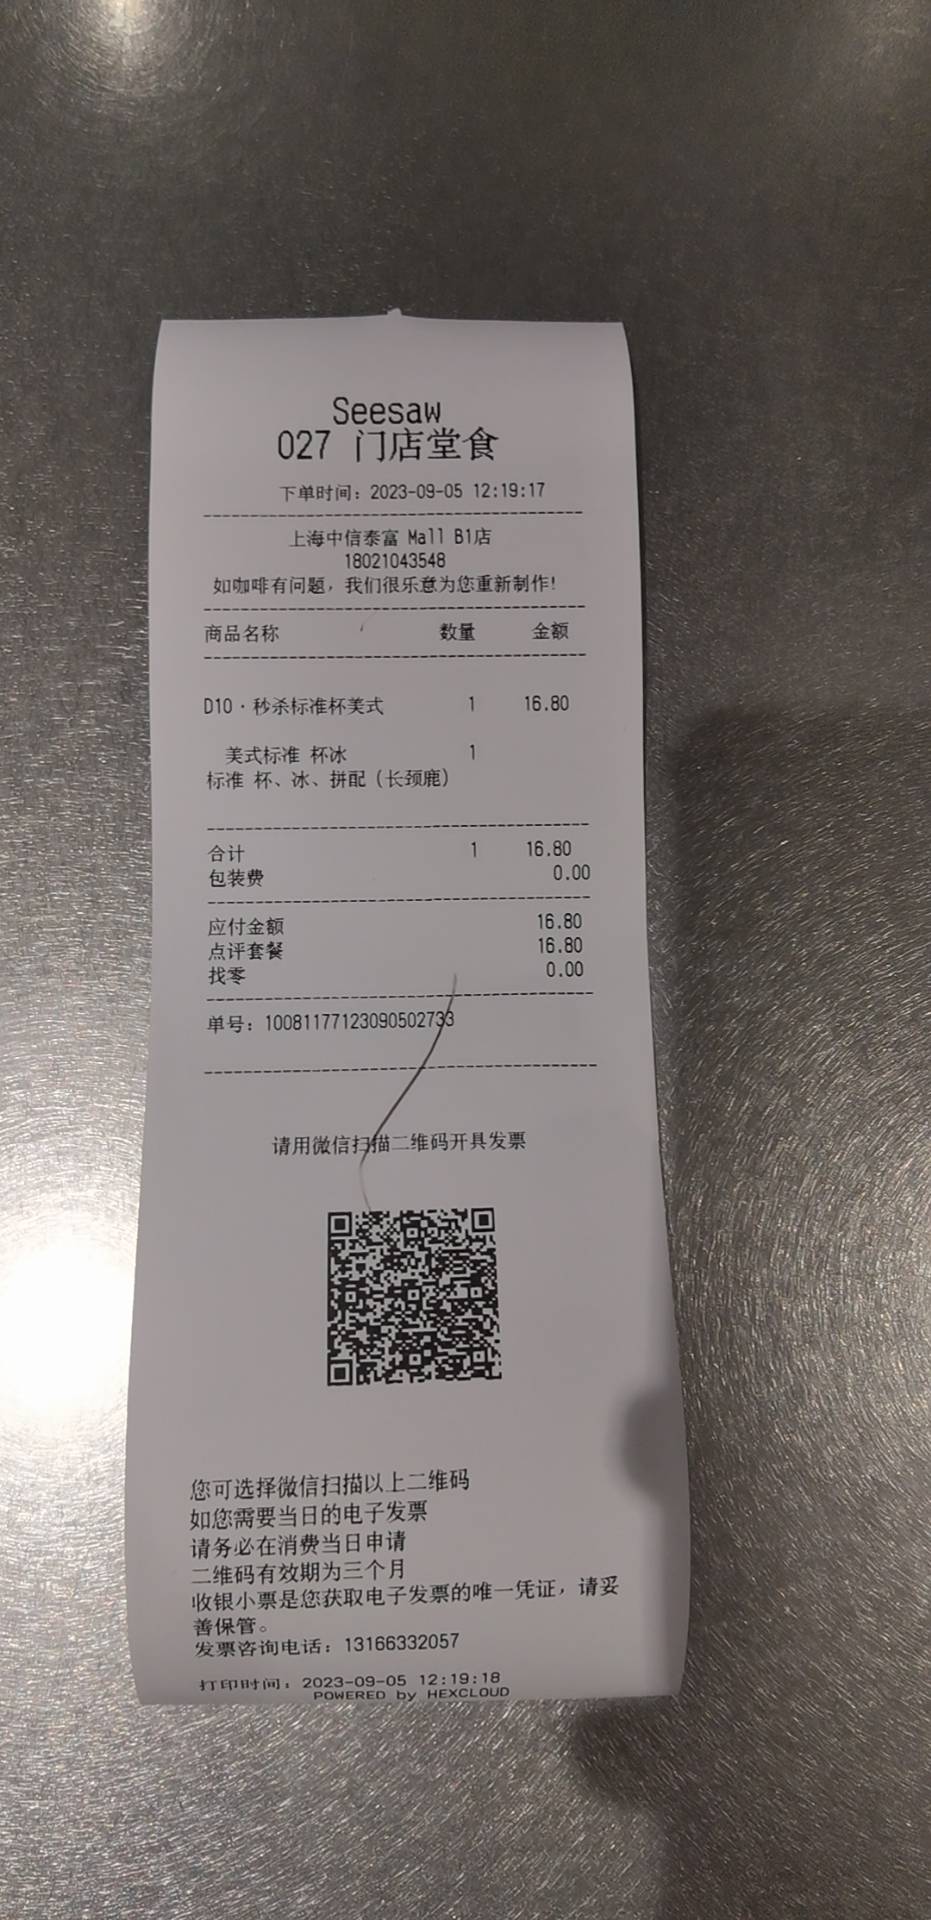 Seesaw
027 门店堂食
下单时间：2023-09-05 12:19:17
上海中信泰富 Mall B1店
18021043548
如咖啡有问题，我们很乐意为您重新制作！
商品名称 数量 金额
D10·秒杀标准杯美式 1 16.80
美式标准 杯冰 1
标准 杯、冰、拼配（长颈鹿）
合计 1 16.80
包装费 0.00
应付金额 16.80
点评套餐 16.80
找零 0.00
单号：10081177123090502733
请用微信扫描二维码开具发票
您可选择微信扫描以上二维码
如您需要当日的电子发票
请务必在消费当日申请
二维码有效期为三个月
收银小票是您获取电子发票的唯一凭证，请妥
善保管。
发票咨询电话：13166332057
打印时间：2023-09-05 12:19:18
POWERED by HEXCLOUD